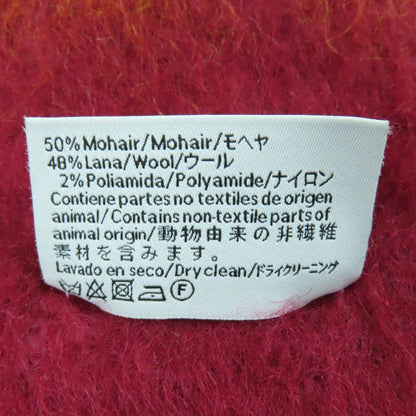 50% Mohair/Mohair/モヘヤ
48% Lana/Wool/ウール
2% Poliamida/Polyamide/ナイロン
Contiene partes no textiles de origen
animal/Contains non-textile parts of
animal origin/動物由来の非繊維
素材を含みます。
Lavado en seco/Dry clean/ドライクリーニング
F